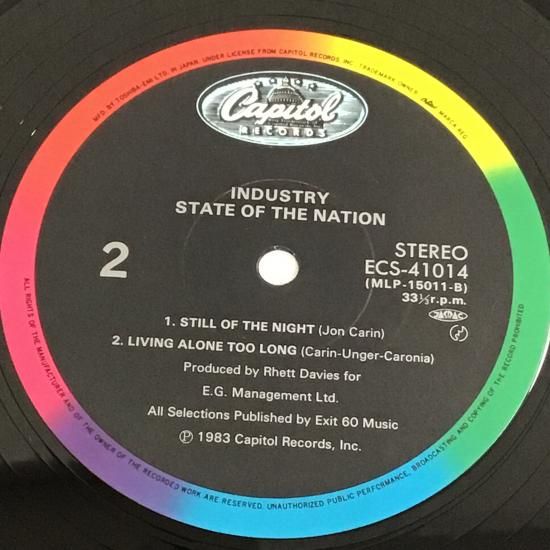 MFD. BY TOSHIBA-EMI LTD. IN JAPAN, UNDER LICENSE FROM CAPITOL RECORDS INC. TRADEMARK OWNER MARCA REG.
Capitol
RECORDS
INDUSTRY
STATE OF THE NATION
2
STEREO
ECS-41014
(MLP-15011-B)
33⅓r.p.m.
JASRAC
1. STILL OF THE NIGHT (Jon Carin)
2. LIVING ALONE TOO LONG (Carin-Unger-Caronia)
Produced by Rhett Davies for
E.G. Management Ltd.
All Selections Published by Exit 60 Music
℗ 1983 Capitol Records, Inc.
ALL RIGHTS OF THE MANUFACTURER AND OF THE OWNER OF THE RECORDED WORK ARE RESERVED. UNAUTHORIZED PUBLIC PERFORMANCE, BROADCASTING AND COPYING OF THE RECORD PROHIBITED